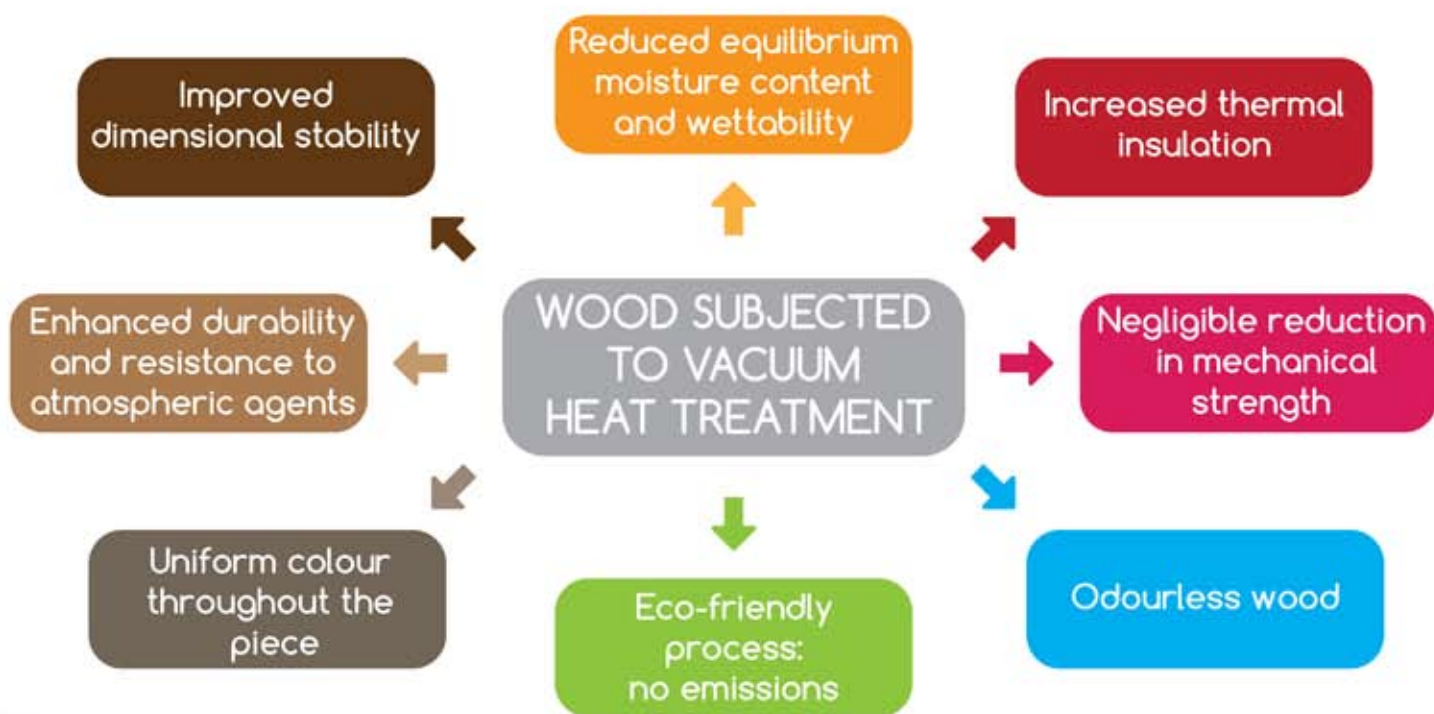 Improved
dimensional stability
Reduced equilibrium
moisture content
and wettability
Increased thermal
insulation
Enhanced durability
and resistance to
atmospheric agents
WOOD SUBJECTED
TO VACUUM
HEAT TREATMENT
Negligible reduction
in mechanical
strength
Uniform colour
throughout the
piece
Eco-friendly
process:
no emissions
Odourless wood